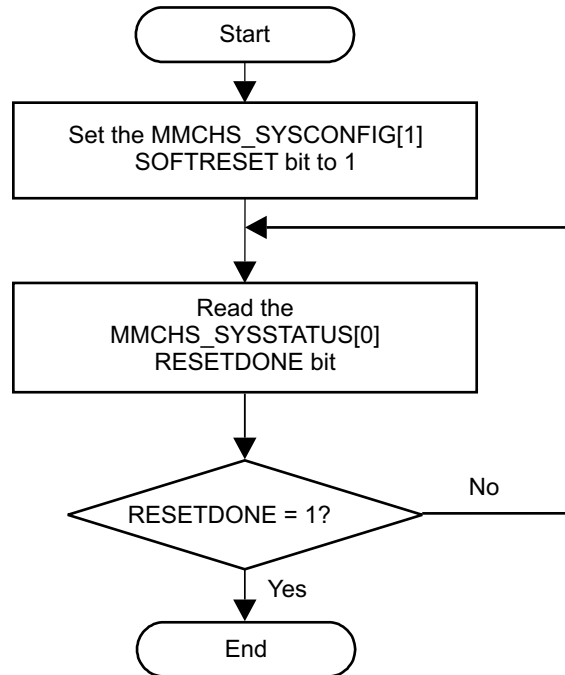 Start
Set the MMCHS_SYSCONFIG[1]
SOFTRESET bit to 1
Read the
MMCHS_SYSSTATUS[0]
RESETDONE bit
RESETDONE = 1?
No
Yes
End